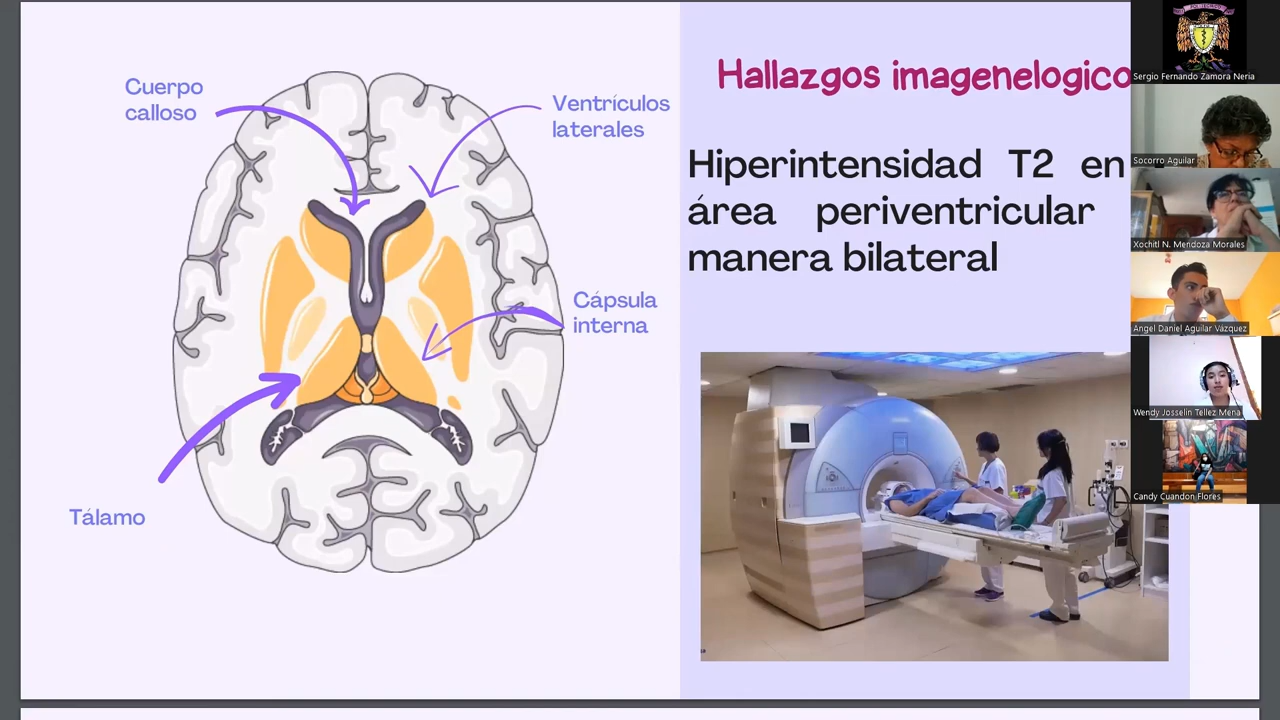 Cuerpo
calloso
Ventrículos
laterales
Cápsula
interna
Tálamo
Hallazgos imagenelogico
Hiperintensidad T2 en
área periventricular
manera bilateral
Sergio Fernando Zamora Neria
Socorro Aguilar
Xochitl N. Mendoza Morales
Angel Daniel Aguilar Vázquez
Wendy Josselin Tellez Mena
Candy Cuandon Flores